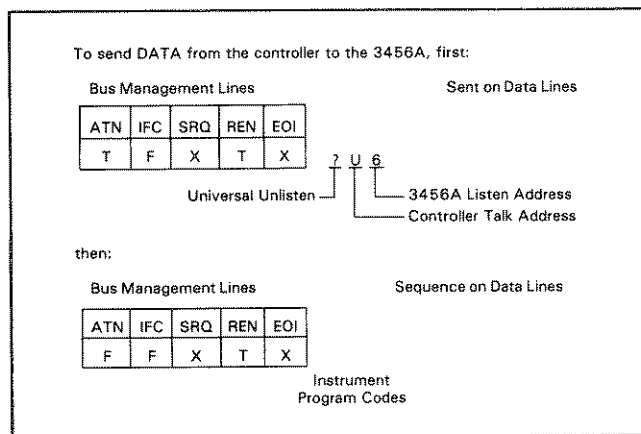 To send DATA from the controller to the 3456A, first:
Bus Management Lines Sent on Data Lines
ATN IFC SRQ REN EOI
T F X T X
? U 6
Universal Unlisten 3456A Listen Address
Controller Talk Address
then:
Bus Management Lines Sequence on Data Lines
ATN IFC SRQ REN EOI
F F X T X
Instrument
Program Codes